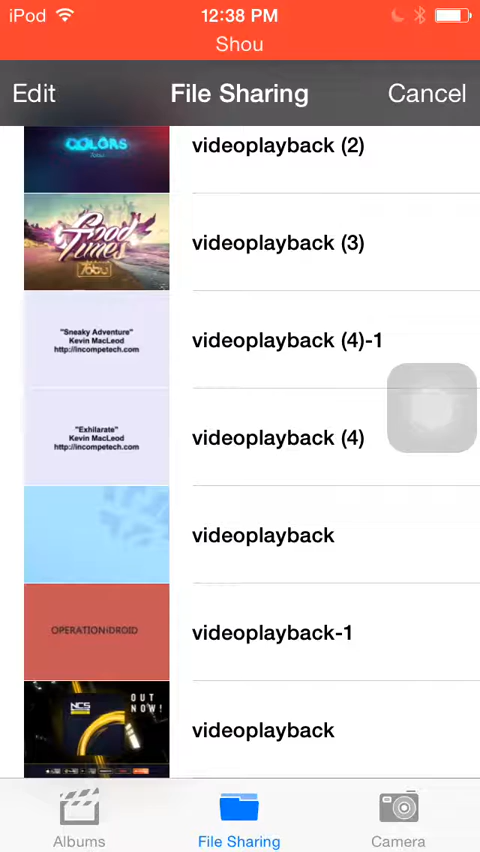 iPod
12:38 PM
Shou
Edit
File Sharing
Cancel
COLORS
videoplayback (2)
Good
Times
Tobu
videoplayback (3)
"Sneaky Adventure"
Kevin MacLeod
http://incompetech.com
videoplayback (4)-1
"Exhilarate"
Kevin MacLeod
http://incompetech.com
videoplayback (4)
videoplayback
OPERATIONiDROID
videoplayback-1
NCS
OUT
NOW!
videoplayback
Albums
File Sharing
Camera